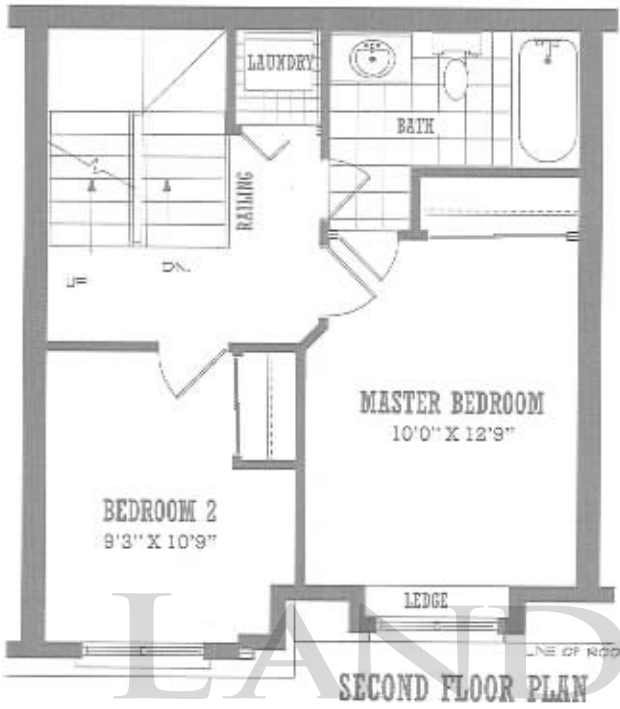 LAUNDRY
BATH
RAILING
UP
DN.
MASTER BEDROOM
10'0" X 12'9"
BEDROOM 2
9'3" X 10'9"
LEDGE
LINE OF ROO
SECOND FLOOR PLAN
LAND